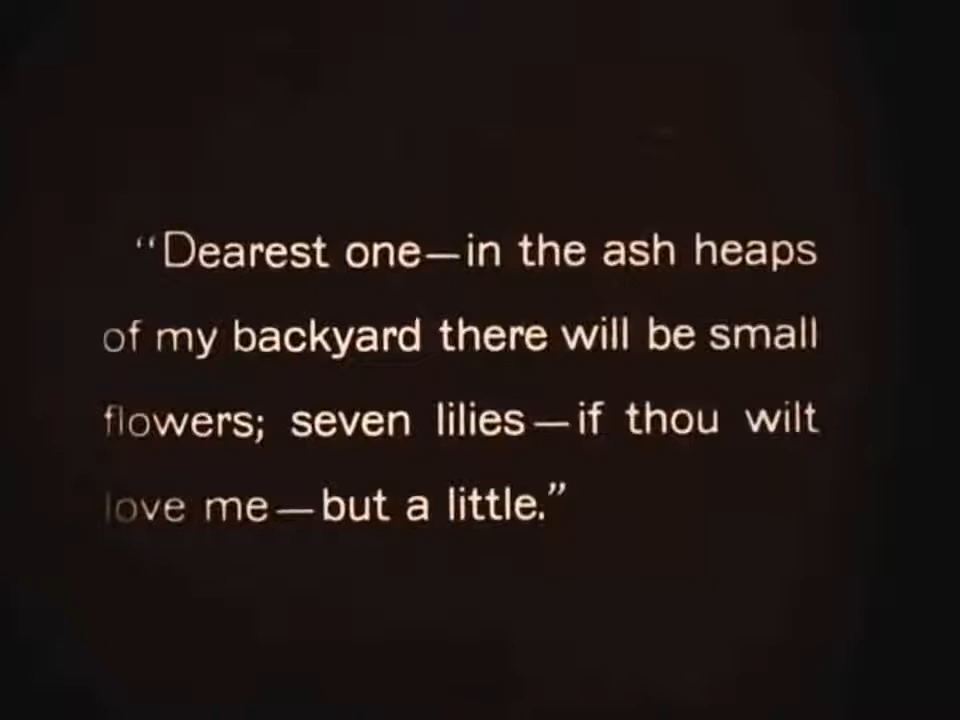 “Dearest one—in the ash heaps
of my backyard there will be small
flowers; seven lilies—if thou wilt
love me—but a little.”